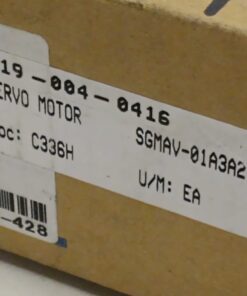 19-004-0416
ERVO MOTOR
oc: C336H
SGMAV-01A3A2
U/M: EA
-428